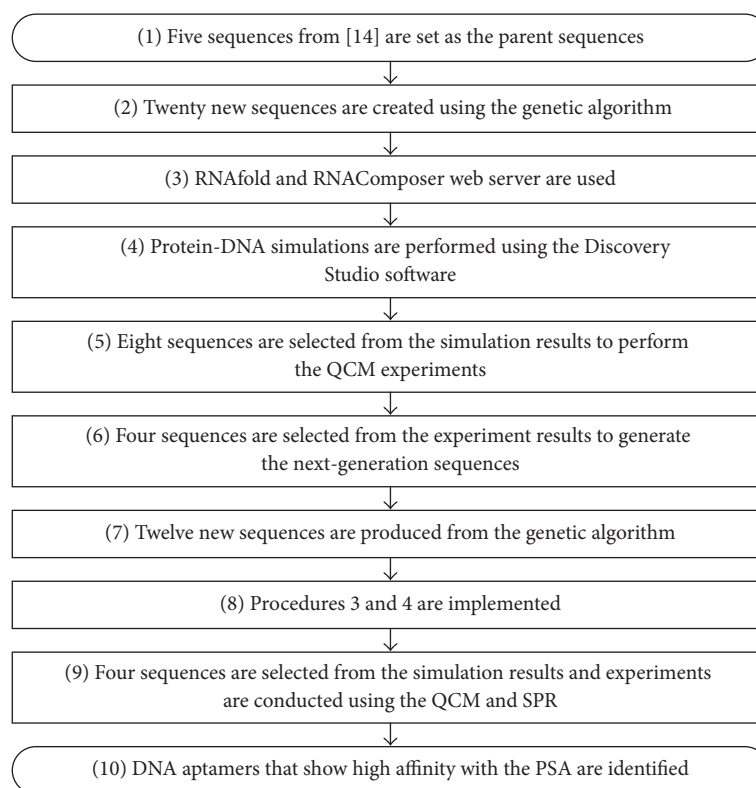 (1) Five sequences from [14] are set as the parent sequences
(2) Twenty new sequences are created using the genetic algorithm
(3) RNAfold and RNAComposer web server are used
(4) Protein-DNA simulations are performed using the Discovery
Studio software
(5) Eight sequences are selected from the simulation results to perform
the QCM experiments
(6) Four sequences are selected from the experiment results to generate
the next-generation sequences
(7) Twelve new sequences are produced from the genetic algorithm
(8) Procedures 3 and 4 are implemented
(9) Four sequences are selected from the simulation results and experiments
are conducted using the QCM and SPR
(10) DNA aptamers that show high affinity with the PSA are identified